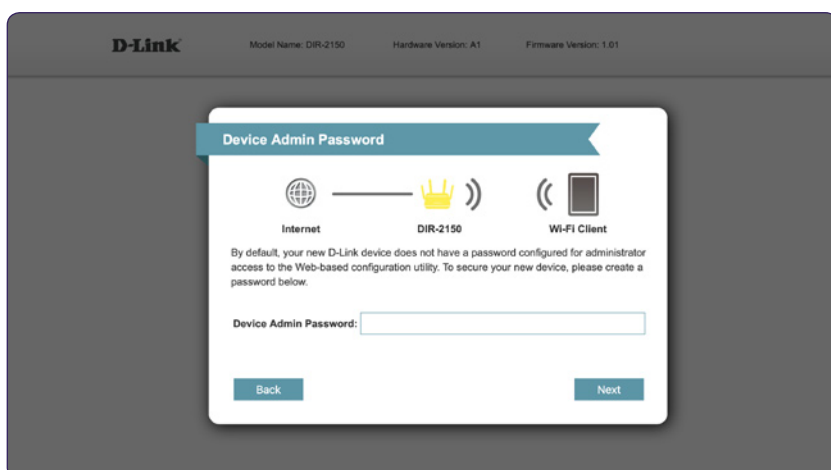 D-Link
Model Name: DIR-2150
Hardware Version: A1
Firmware Version: 1.01
Device Admin Password
Internet
DIR-2150
Wi-Fi Client
By default, your new D-Link device does not have a password configured for administrator
access to the Web-based configuration utility. To secure your new device, please create a
password below.
Device Admin Password:
Back
Next